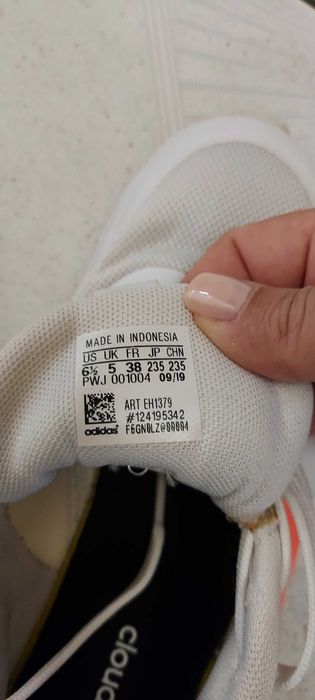 MADE IN INDONESIA
US UK FR JP CHN
6½ 5 38 235 235
PWJ 001004 09/19
ART EH1379
#124195342
adidas F6GN0LZ@00004
cloud